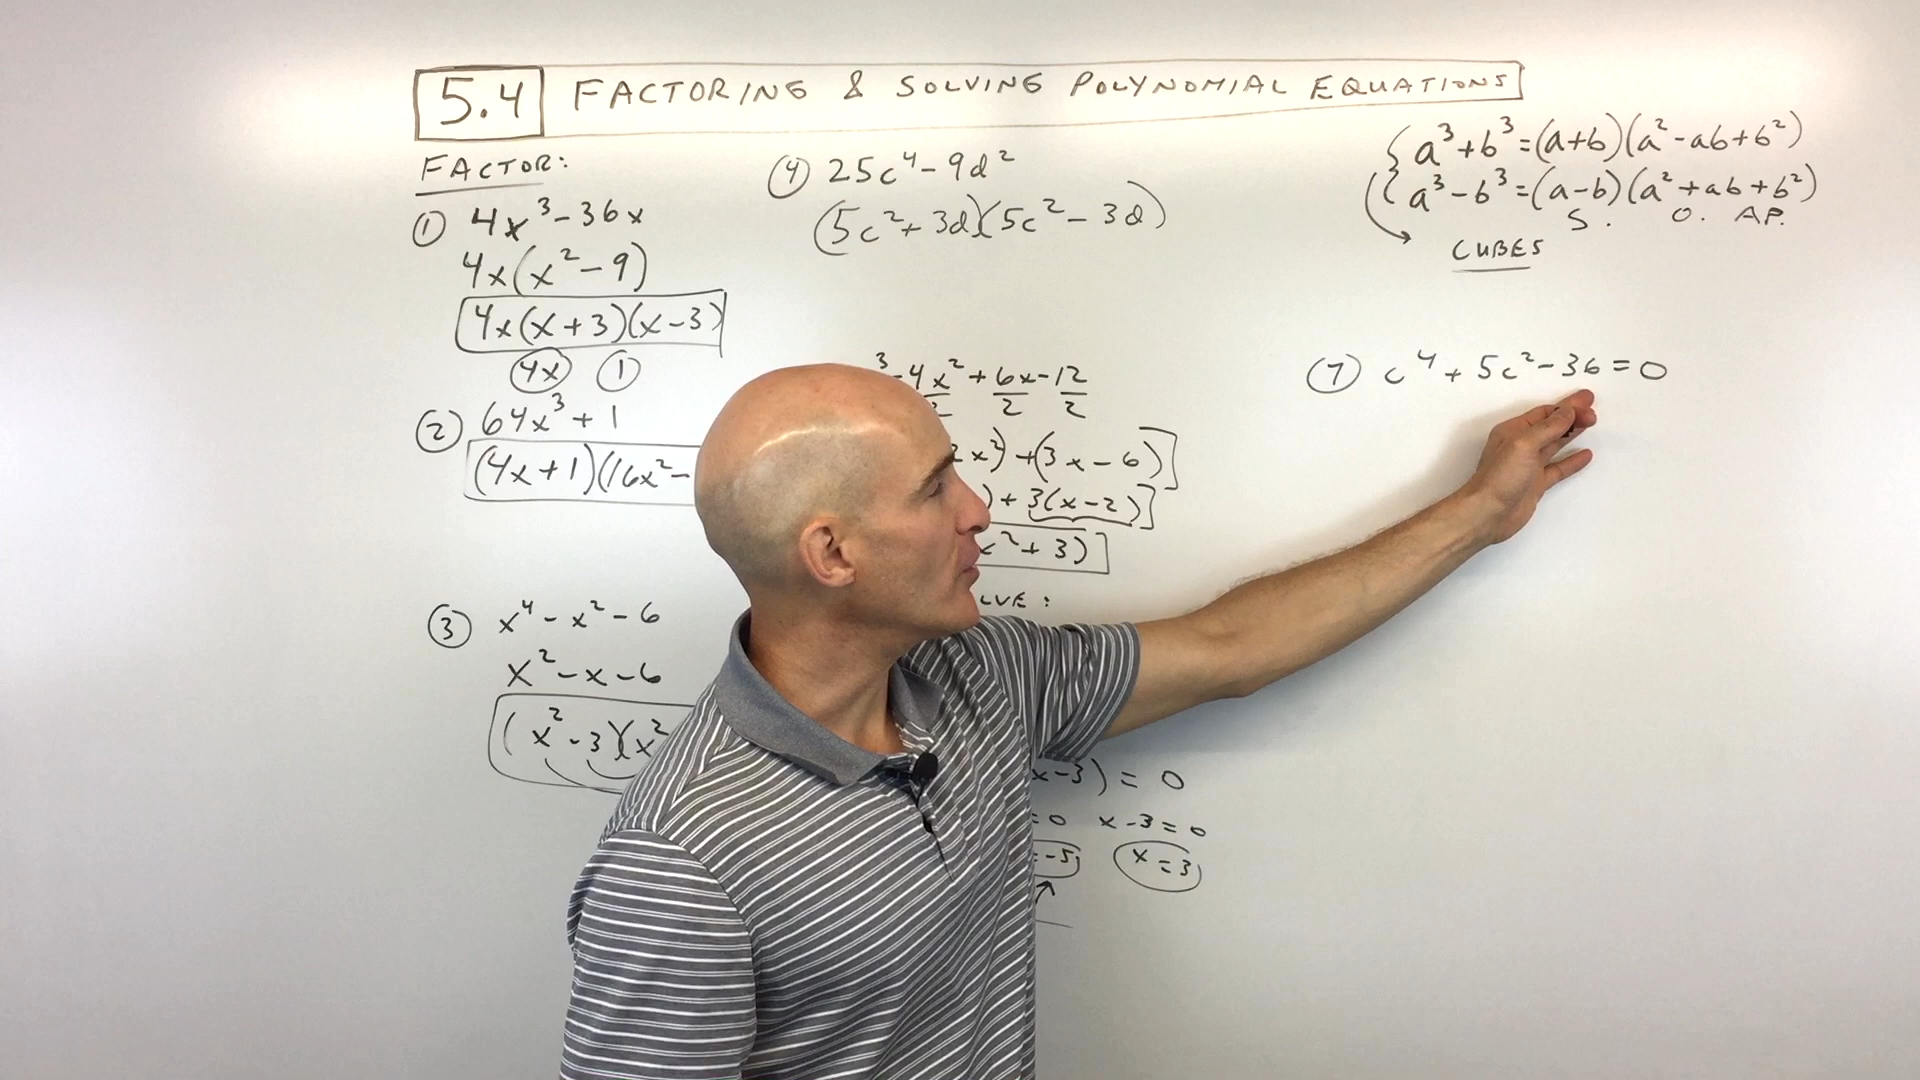 5.4 FACTORING & SOLVING POLYNOMIAL EQUATIONS
FACTOR:
① 4x³-36x
4x(x²-9)
4x(x+3)(x-3)
4x 1
② 64x³+1
(4x+1)(16x²-
③ x⁴-x²-6
x²-x-6
(x²-3)(x²
④ 25c⁴-9d²
(5c²+3d)(5c²-3d)
³-4x²+6x-12
2 2 2
2x²)+(3x-6)]
)+3(x-2)]
x²+3)]
LVE:
x-3)=0
=0 x-3=0
=-5 x=3
a³+b³=(a+b)(a²-ab+b²)
a³-b³=(a-b)(a²+ab+b²)
S. O. A.P.
CUBES
⑦ c⁴+5c²-36=0